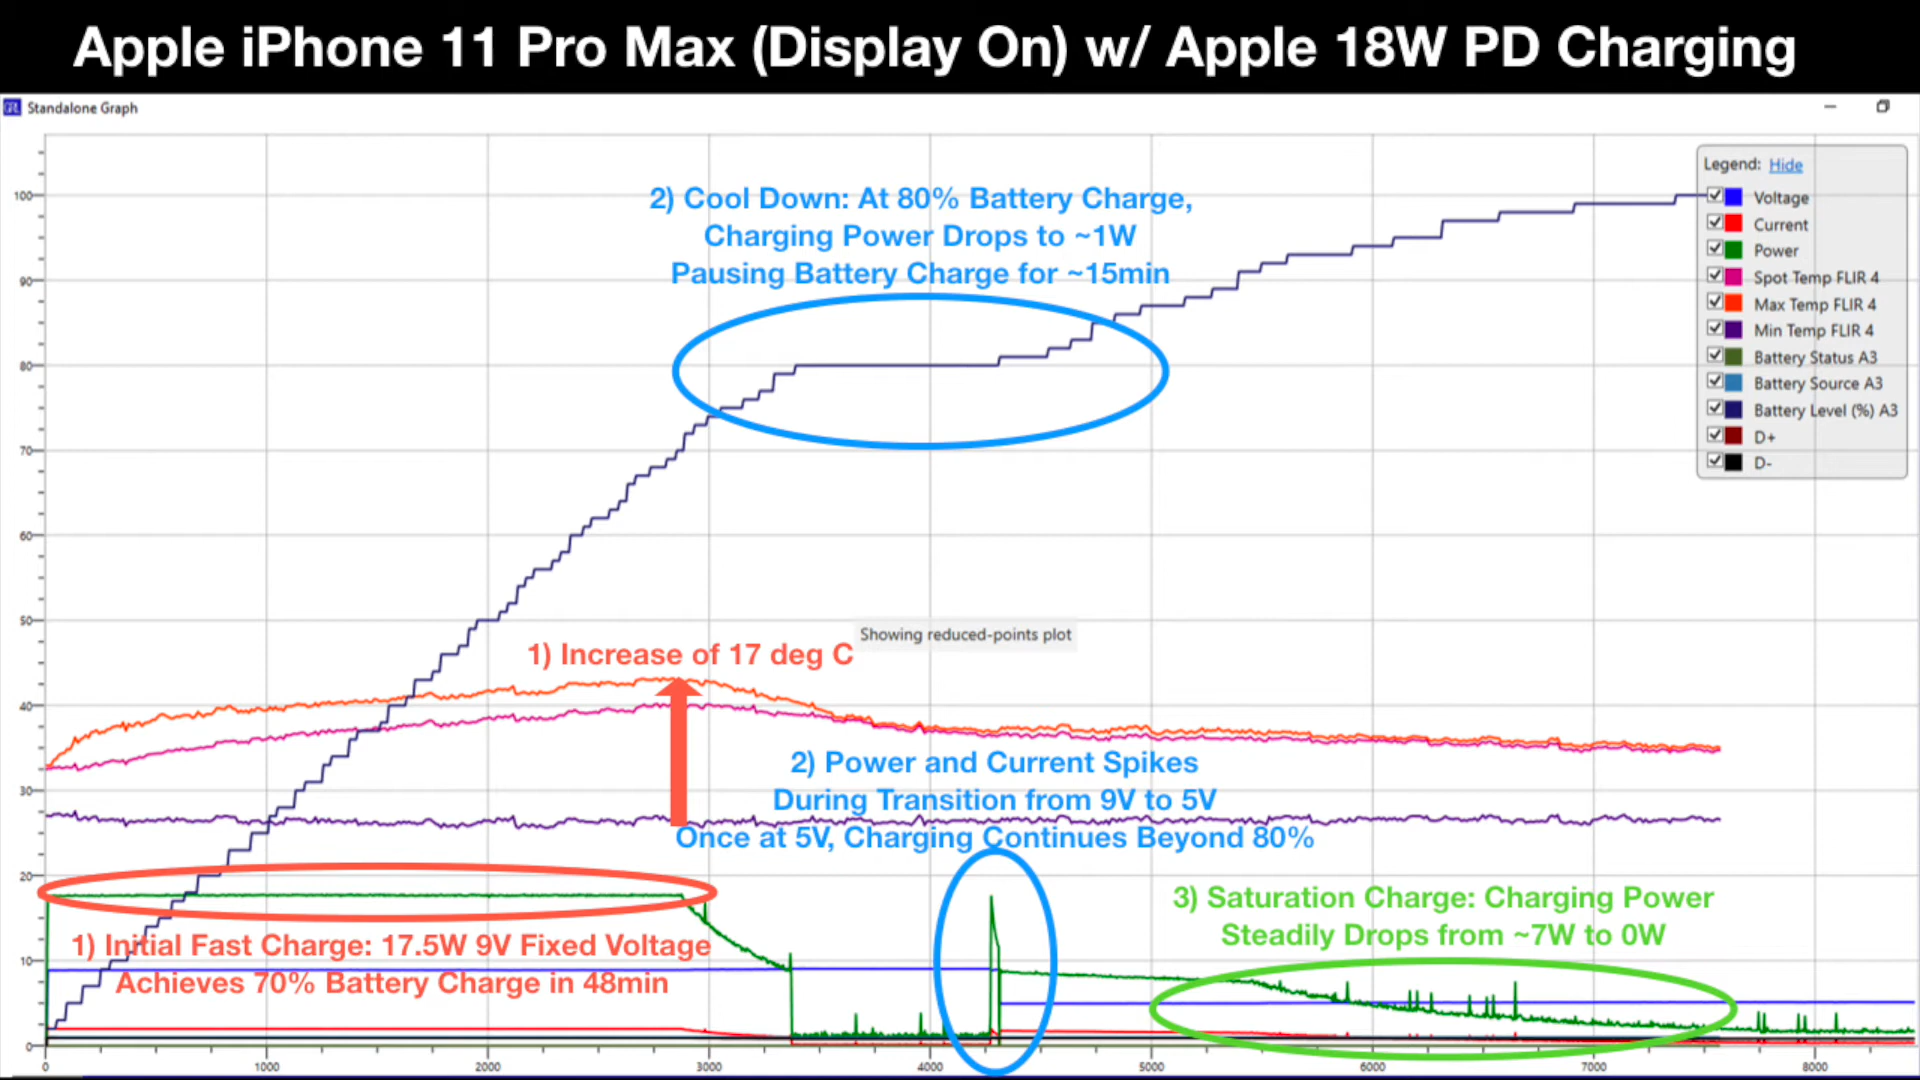 Apple iPhone 11 Pro Max (Display On) w/ Apple 18W PD Charging
GRL Standalone Graph
Legend: Hide
Voltage
Current
Power
Spot Temp FLIR 4
Max Temp FLIR 4
Min Temp FLIR 4
Battery Status A3
Battery Source A3
Battery Level (%) A3
D+
D-
100
90
80
70
60
50
40
30
20
10
0
2) Cool Down: At 80% Battery Charge,
Charging Power Drops to ~1W
Pausing Battery Charge for ~15min
Showing reduced-points plot
1) Increase of 17 deg C
2) Power and Current Spikes
During Transition from 9V to 5V
Once at 5V, Charging Continues Beyond 80%
3) Saturation Charge: Charging Power
Steadily Drops from ~7W to 0W
1) Initial Fast Charge: 17.5W 9V Fixed Voltage
Achieves 70% Battery Charge in 48min
0 1000 2000 3000 4000 5000 6000 7000 8000